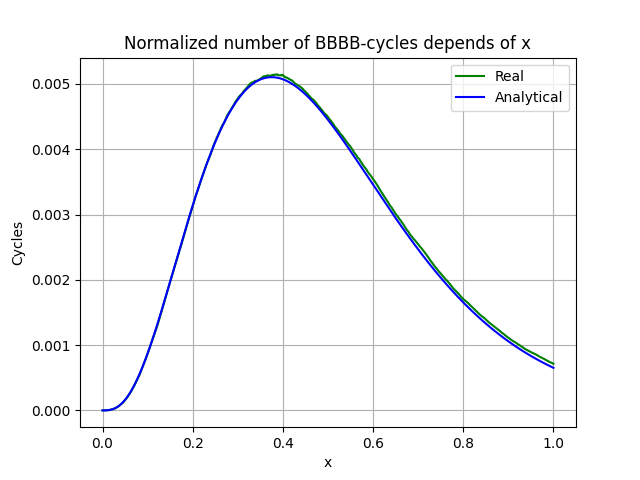 Normalized number of BBBB-cycles depends of x
Real
Analytical
0.005
0.004
0.003
0.002
0.001
0.000
Cycles
0.0 0.2 0.4 0.6 0.8 1.0
x